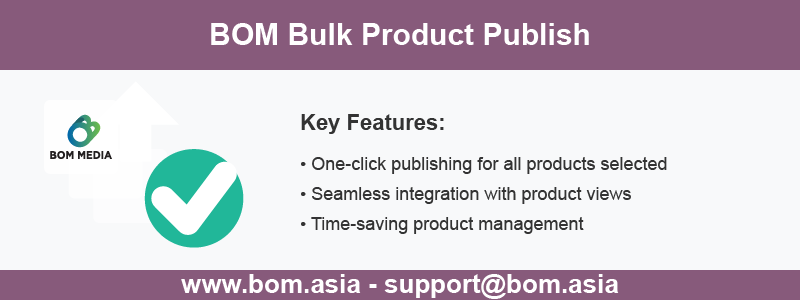 BOM Bulk Product Publish
BOM MEDIA
Key Features:
• One-click publishing for all products selected
• Seamless integration with product views
• Time-saving product management
www.bom.asia - support@bom.asia